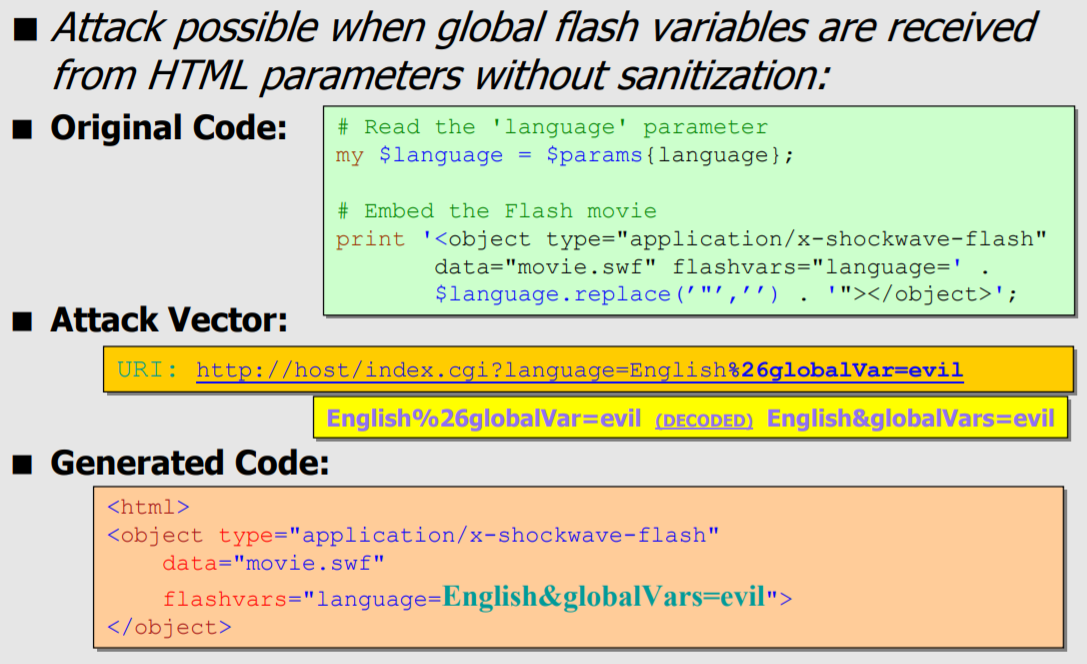 ■ Attack possible when global flash variables are received
from HTML parameters without sanitization:
■ Original Code:
# Read the 'language' parameter
my $language = $params{language};
# Embed the Flash movie
print '<object type="application/x-shockwave-flash"
data="movie.swf" flashvars="language=' .
$language.replace('"','') . '"></object>';
■ Attack Vector:
URI: http://host/index.cgi?language=English%26globalVar=evil
English%26globalVar=evil (DECODED) English&globalVars=evil
■ Generated Code:
<html>
<object type="application/x-shockwave-flash"
data="movie.swf"
flashvars="language=English&globalVars=evil">
</object>